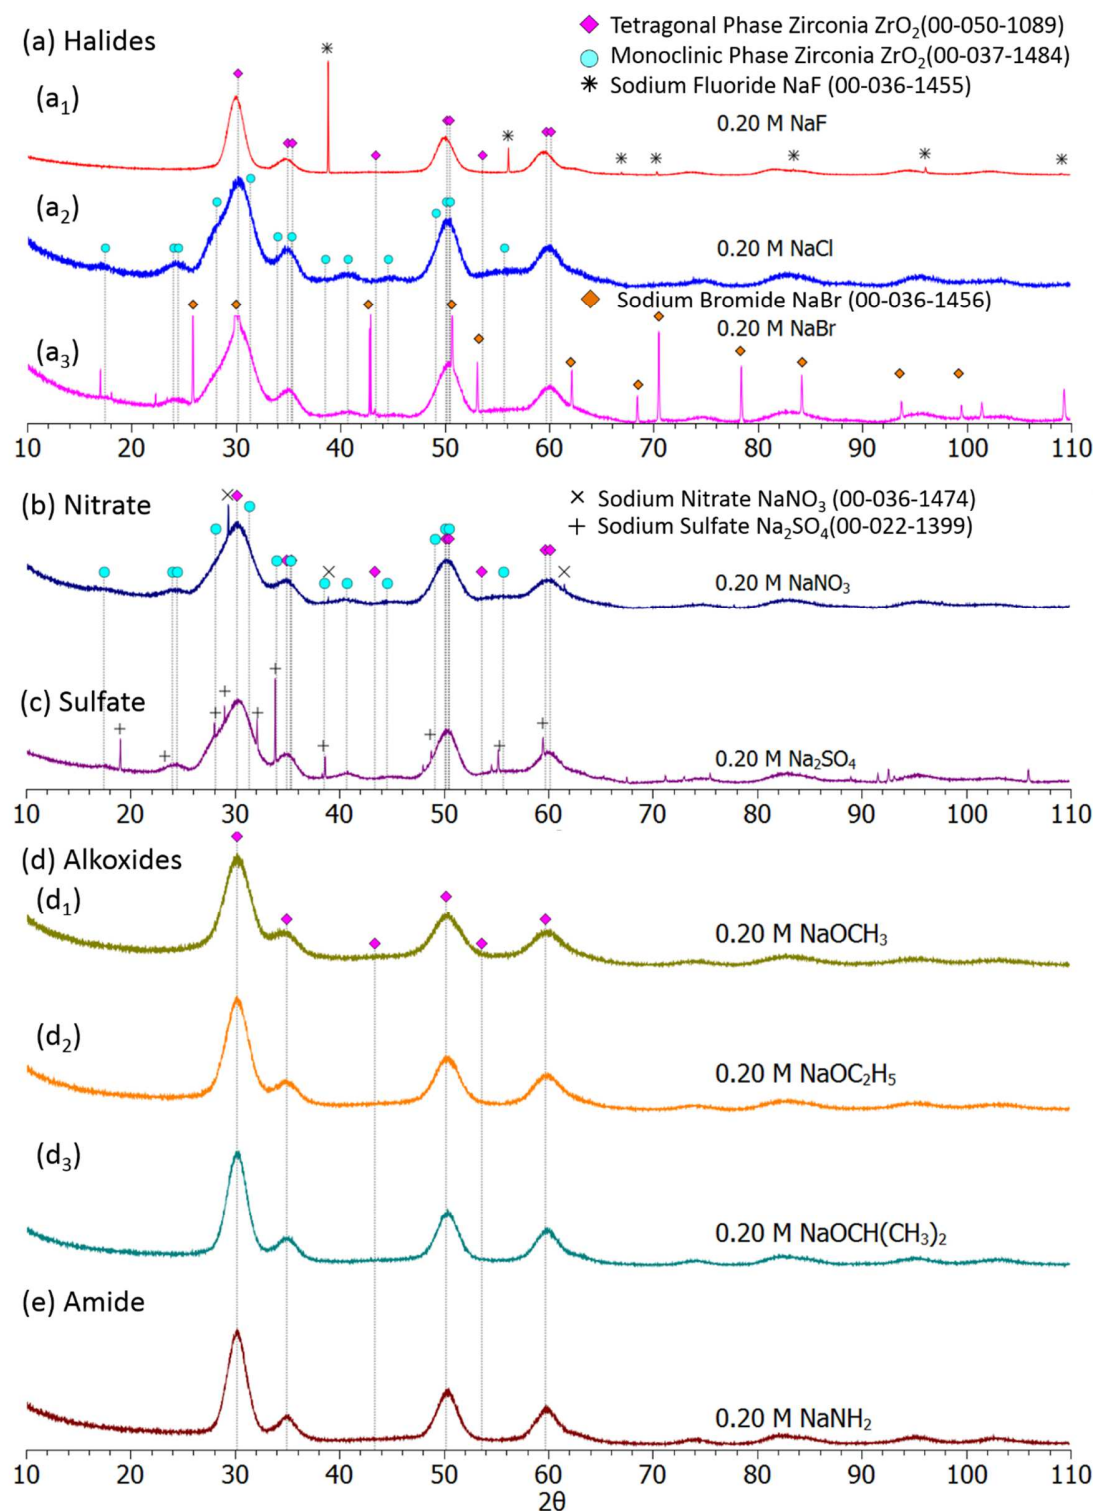 (a) Halides
Tetragonal Phase Zirconia ZrO₂(00-050-1089)
Monoclinic Phase Zirconia ZrO₂(00-037-1484)
Sodium Fluoride NaF (00-036-1455)
(a₁)
0.20 M NaF
(a₂)
0.20 M NaCl
Sodium Bromide NaBr (00-036-1456)
(a₃)
0.20 M NaBr
10 20 30 40 50 60 70 80 90 100 110
(b) Nitrate
Sodium Nitrate NaNO₃ (00-036-1474)
Sodium Sulfate Na₂SO₄(00-022-1399)
0.20 M NaNO₃
(c) Sulfate
0.20 M Na₂SO₄
10 20 30 40 50 60 70 80 90 100 110
(d) Alkoxides
(d₁)
0.20 M NaOCH₃
(d₂)
0.20 M NaOC₂H₅
(d₃)
0.20 M NaOCH(CH₃)₂
(e) Amide
0.20 M NaNH₂
10 20 30 40 50 60 70 80 90 100 110
2θ